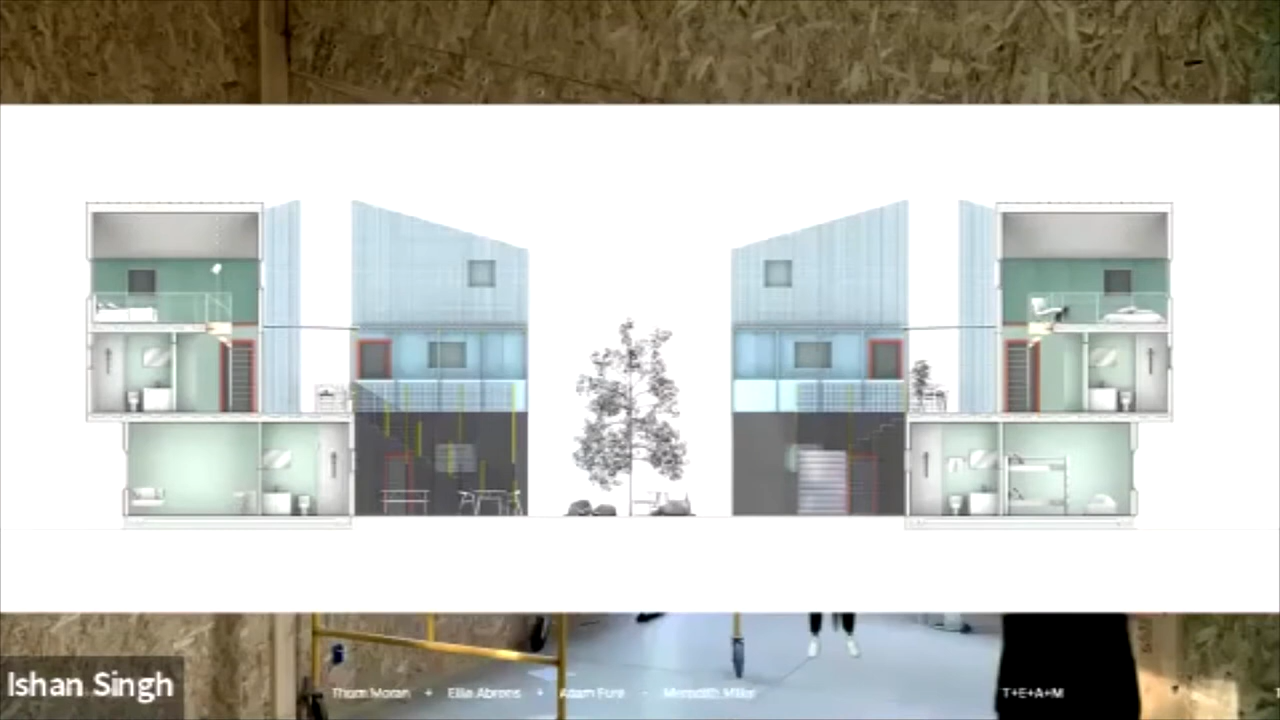 Ishan Singh
Thom Moran + Ellie Abrons + Adam Fure - Meredith Miller
T+E+A+M